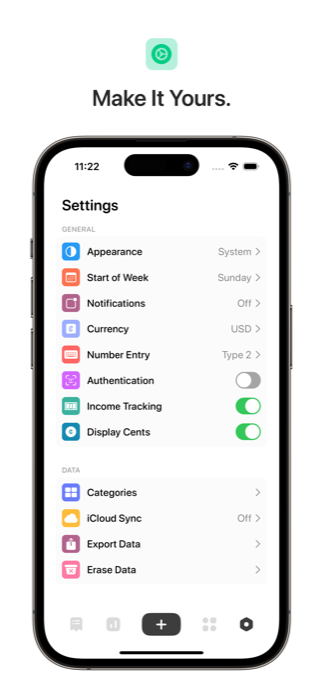 Make It Yours.
11:22
Settings
GENERAL
Appearance System
Start of Week Sunday
Notifications Off
Currency USD
Number Entry Type 2
Authentication
Income Tracking
Display Cents
DATA
Categories
iCloud Sync Off
Export Data
Erase Data